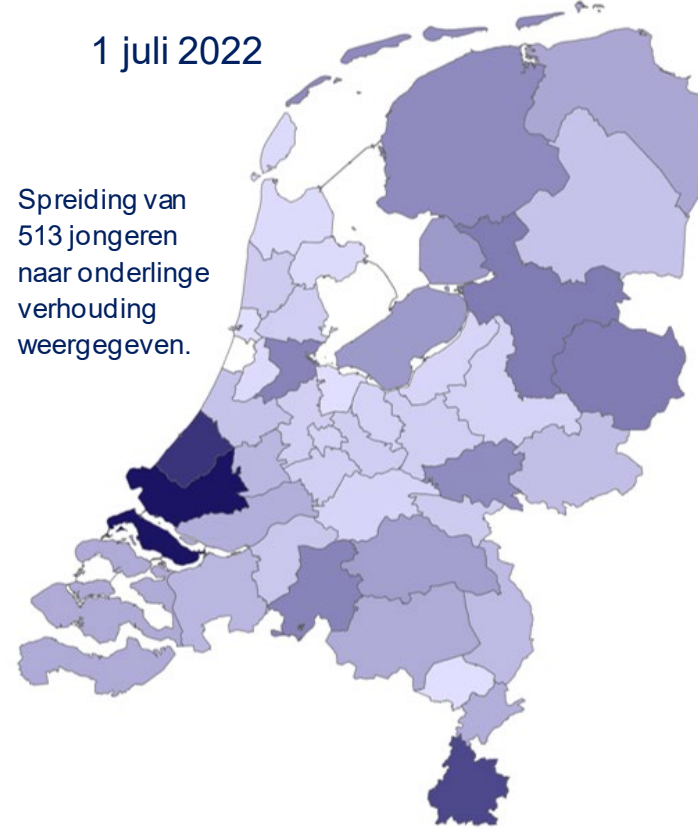 1 juli 2022
Spreiding van
513 jongeren
naar onderlinge
verhouding
weergegeven.